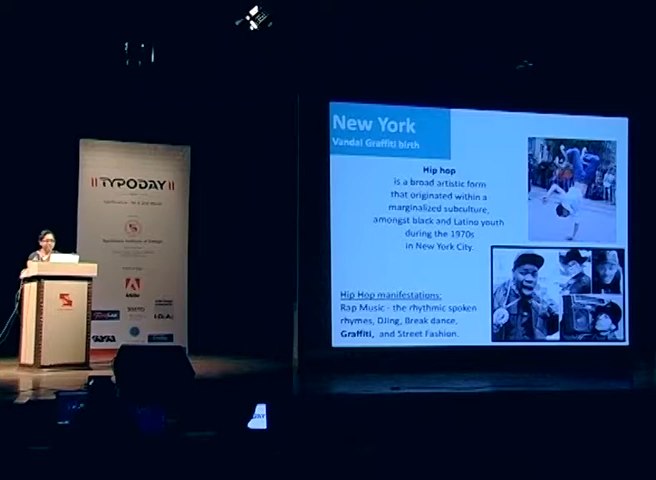 New York
Vandal Graffiti birth
Hip hop
is a broad artistic form
that originated within a
marginalized subculture,
amongst black and Latino youth
during the 1970s
in New York City.
Hip Hop manifestations:
Rap Music - the rhythmic spoken
rhymes, DJing, Break dance,
Graffiti, and Street Fashion.
TYPODAY
Adobe